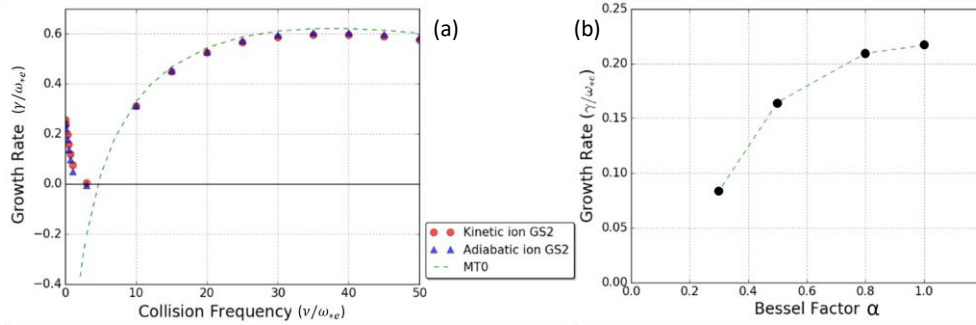 (a)
Growth Rate (γ/ω*e)
0.6
0.4
0.2
0.0
−0.2
−0.4
0 10 20 30 40 50
Collision Frequency (ν/ω*e)
Kinetic ion GS2
Adiabatic ion GS2
MT0
(b)
Growth Rate (γ/ω*e)
0.25
0.20
0.15
0.10
0.05
0.00
0.0 0.2 0.4 0.6 0.8 1.0
Bessel Factor α